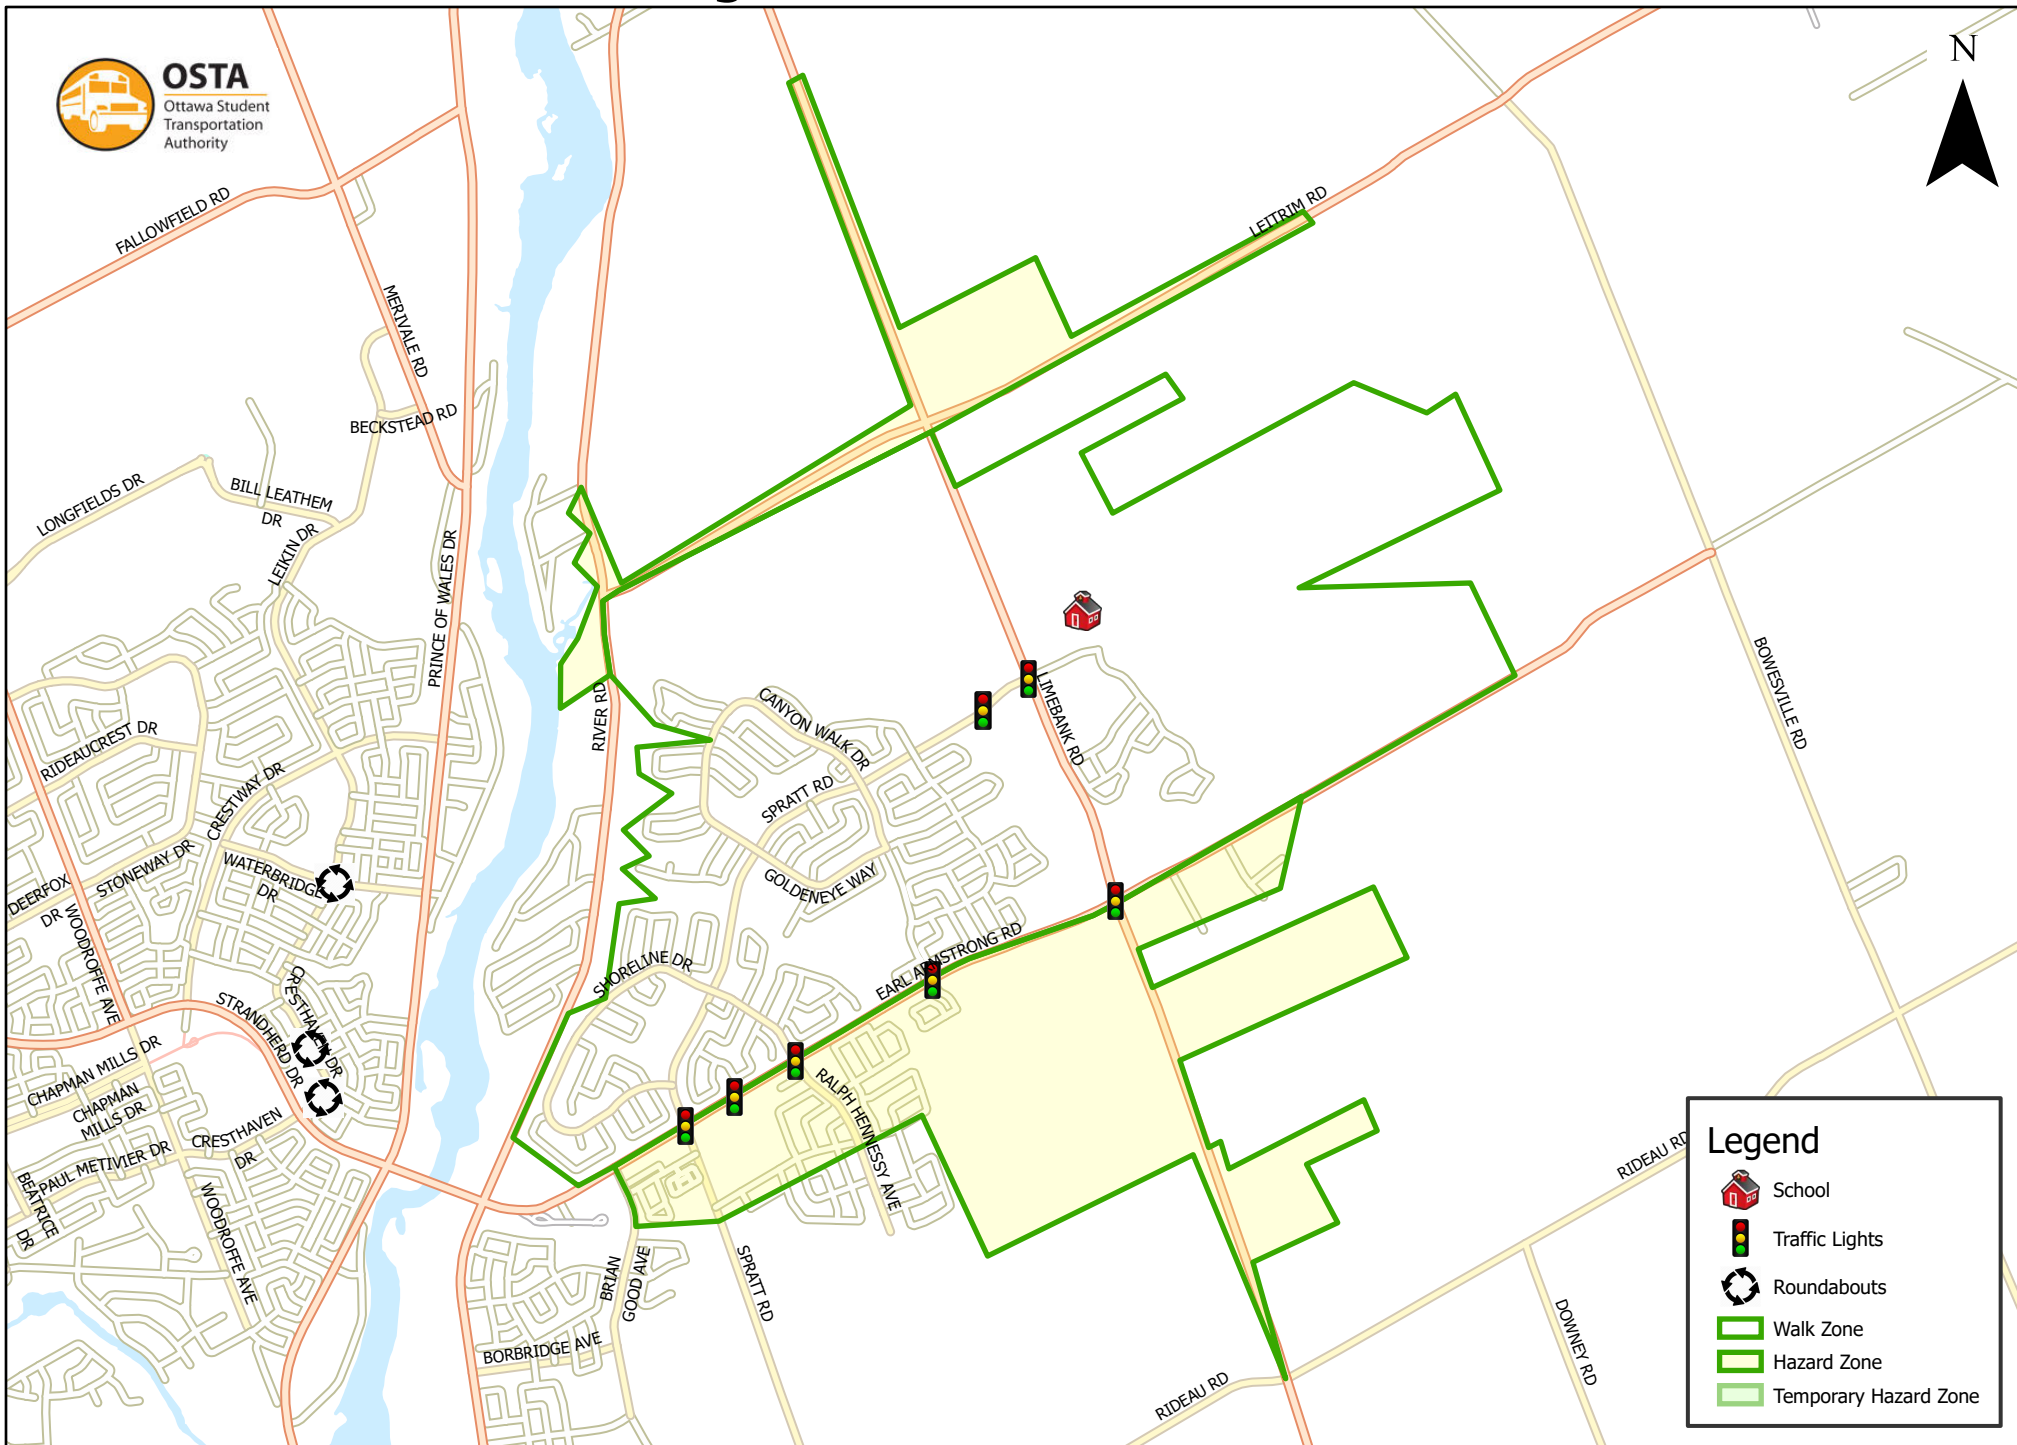 g
OSTA
Ottawa Student
Transportation
Authority
N
FALLOWFIELD RD
MERIVALE RD
LEITRIM RD
BECKSTEAD RD
LONGFIELDS DR
BILL LEATHEM
DR
LEIKIN DR
PRINCE OF WALES DR
RIVER RD
CANYON WALK DR
LIMEBANK RD
BOWESVILLE RD
RIDEAUCREST DR
CRESTWAY DR
SPRATT RD
STONEWAY DR
WATERBRIDGE
DR
GOLDENEYE WAY
DEERFOX
DR
WOODROFFE AVE
SHORELINE DR
EARL ARMSTRONG RD
CRESTHAVEN DR
STRANDHERD DR
CHAPMAN MILLS DR
CHAPMAN
MILLS DR
RALPH HENNESSY AVE
CRESTHAVEN
DR
PAUL METIVIER DR
BEATRICE
DR
WOODROFFE AVE
BRIAN
GOOD AVE
SPRATT RD
BORBRIDGE AVE
RIDEAU RD
RIDEAU RD
DOWNEY RD
Legend
School
Traffic Lights
Roundabouts
Walk Zone
Hazard Zone
Temporary Hazard Zone